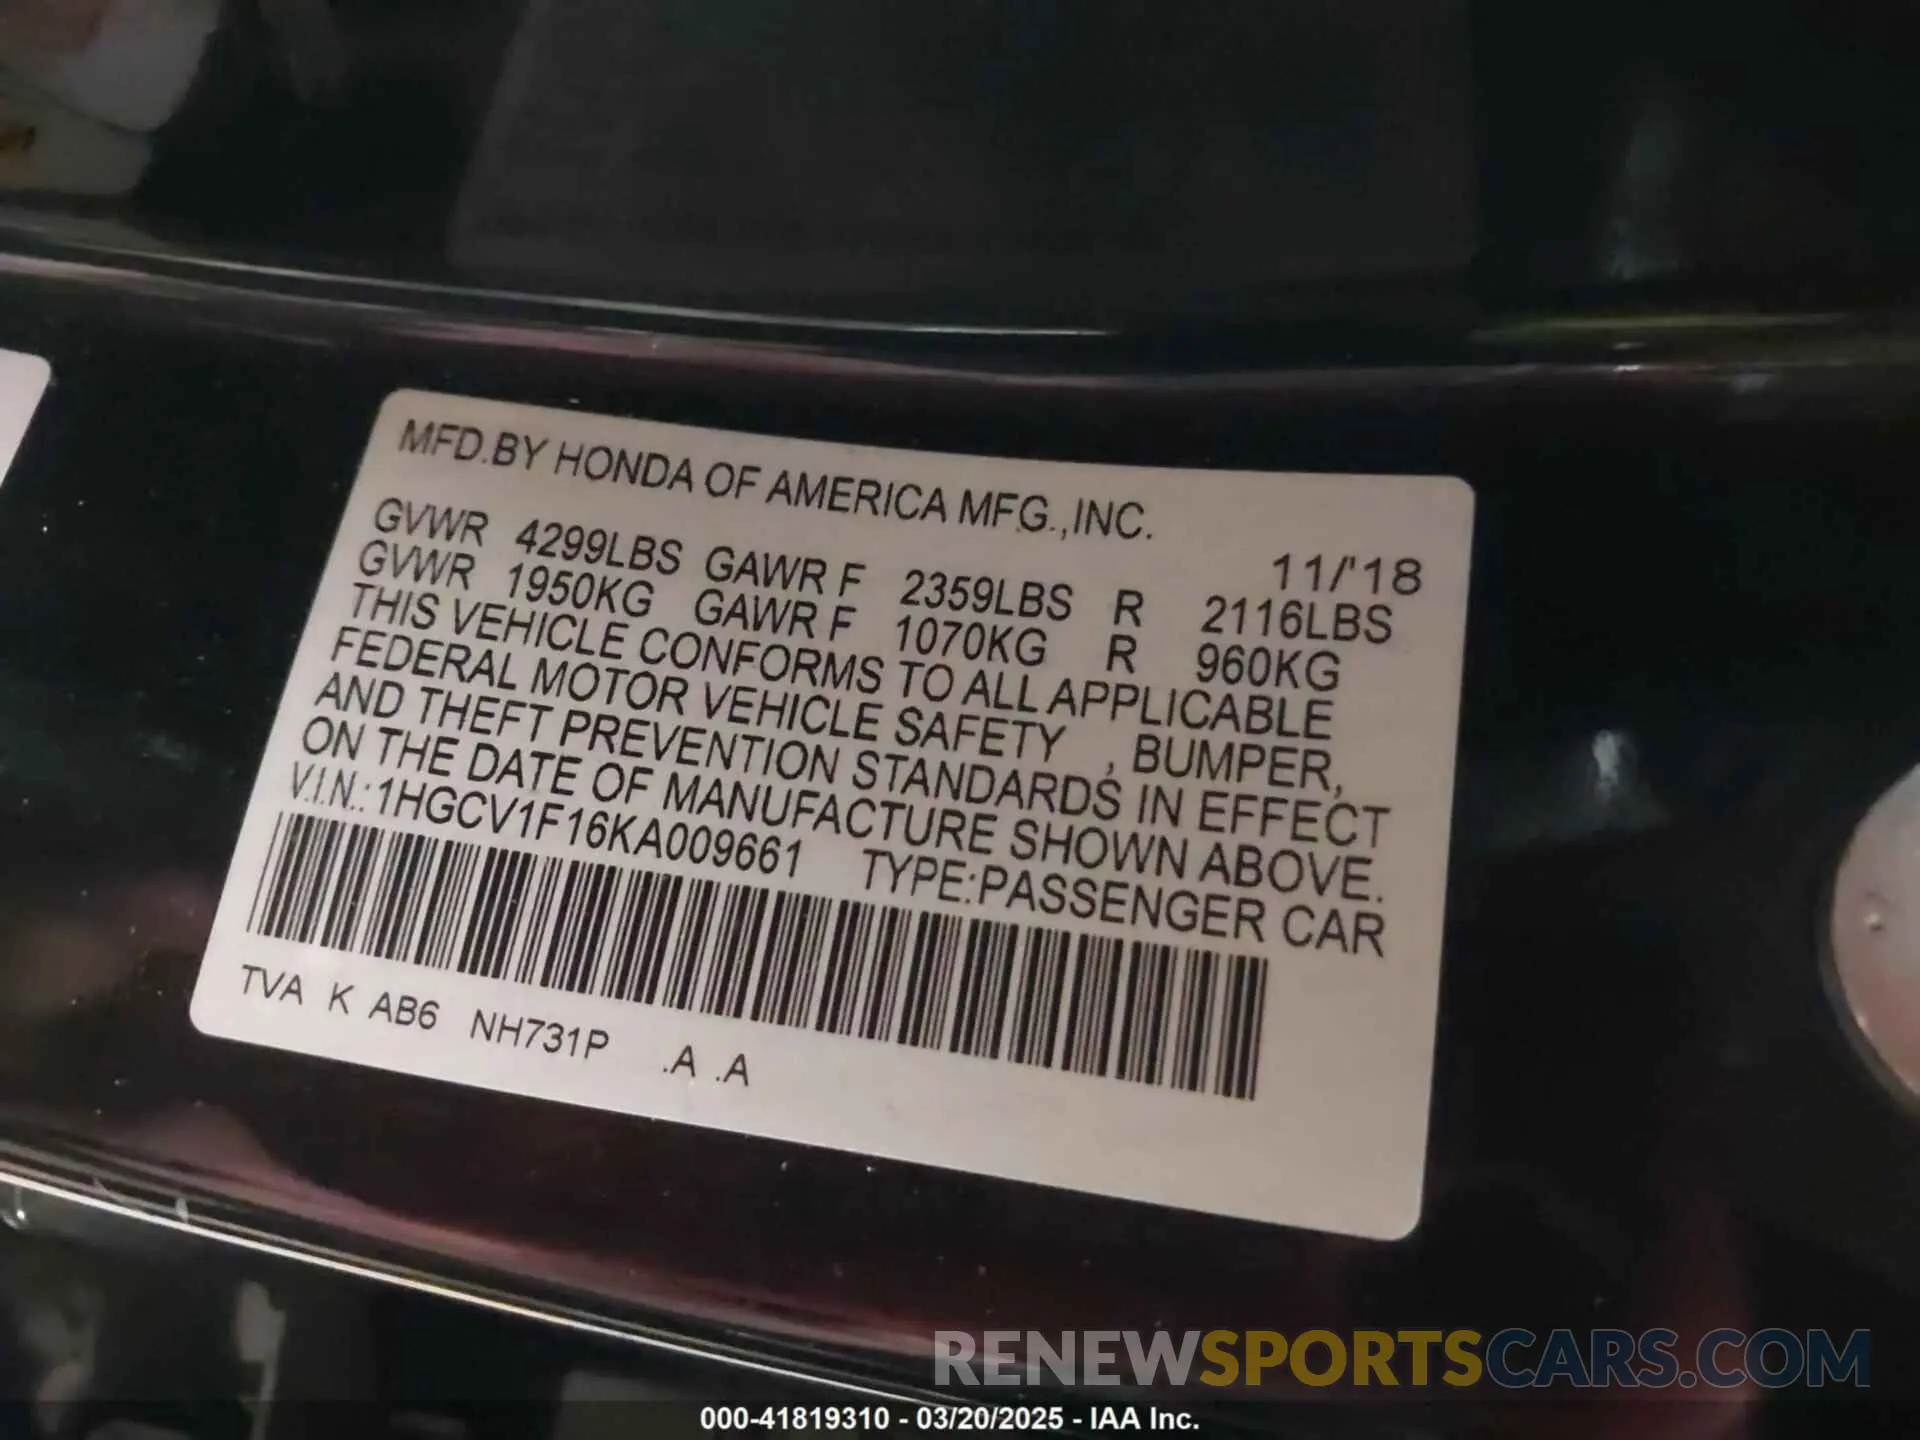 MFD.BY HONDA OF AMERICA MFG.,INC.
11/'18
GVWR 4299LBS GAWR F 2359LBS R 2116LBS
GVWR 1950KG GAWR F 1070KG R 960KG
THIS VEHICLE CONFORMS TO ALL APPLICABLE
FEDERAL MOTOR VEHICLE SAFETY , BUMPER,
AND THEFT PREVENTION STANDARDS IN EFFECT
ON THE DATE OF MANUFACTURE SHOWN ABOVE.
V.I.N.:1HGCV1F16KA009661 TYPE:PASSENGER CAR
TVA K AB6 NH731P .A .A
RENEWSPORTSCARS.COM
000-41819310 - 03/20/2025 - IAA Inc.